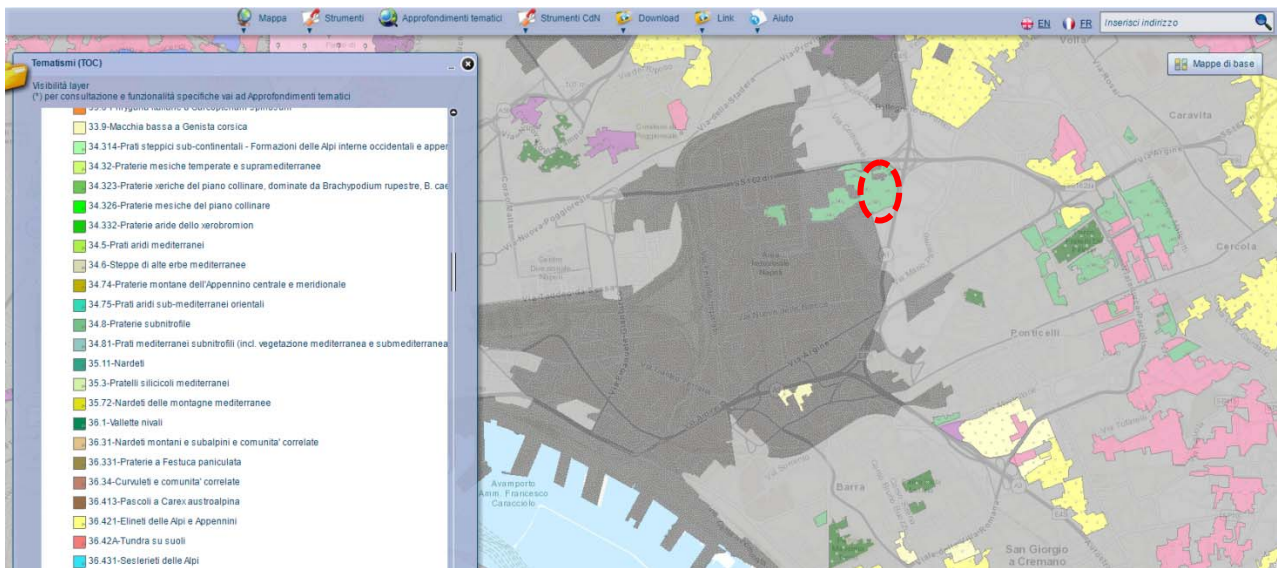 Mappa
Strumenti
Approfondimenti tematici
Strumenti CdN
Download
Link
Aiuto
EN
FR
Inserisci indirizzo
Mappe di base
Tematismi (TOC)
Visibilità layer
(*) per consultazione e funzionalità specifiche vai ad Approfondimenti tematici
33.9-Macchia bassa a Genista corsica
34.314-Prati steppici sub-continentali - Formazioni delle Alpi interne occidentali e apper
34.32-Praterie mesiche temperate e supramediterranee
34.323-Praterie xeriche del piano collinare, dominate da Brachypodium rupestre, B. cae
34.326-Praterie mesiche del piano collinare
34.332-Praterie aride dello xerobromion
34.5-Prati aridi mediterranei
34.6-Steppe di alte erbe mediterranee
34.74-Praterie montane dell'Appennino centrale e meridionale
34.75-Prati aridi sub-mediterranei orientali
34.8-Praterie subnitrofile
34.81-Prati mediterranei subnitrofili (incl. vegetazione mediterranea e submediterranea
35.11-Nardeti
35.3-Pratelli silicicoli mediterranei
35.72-Nardeti delle montagne mediterranee
36.1-Vallette nivali
36.31-Nardeti montani e subalpini e comunita' correlate
36.331-Praterie a Festuca paniculata
36.34-Curvuleti e comunita' correlate
36.413-Pascoli a Carex austroalpina
36.421-Elineti delle Alpi e Appennini
36.42A-Tundra su suoli
36.431-Seslerieti delle Alpi
Caravita
Cercola
Ponticelli
Barra
San Giorgio
a Cremano
Avamporto
Amm. Francesco
Caracciolo
Centro
Direzionale
Napoli
Via Argine